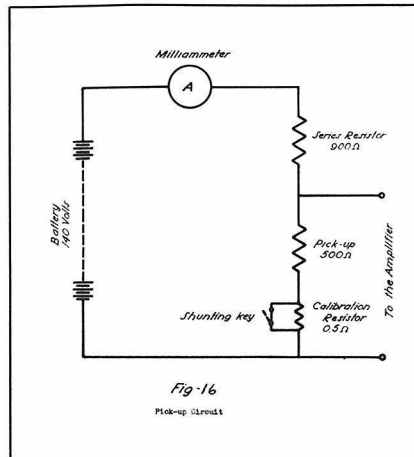 Milliammeter
A
Series Resistor
900Ω
Battery
140 Volts
Pick-up
500Ω
To the Amplifier
Shunting key
Calibration
Resistor
0.5Ω
Fig-16
Pick-up Circuit